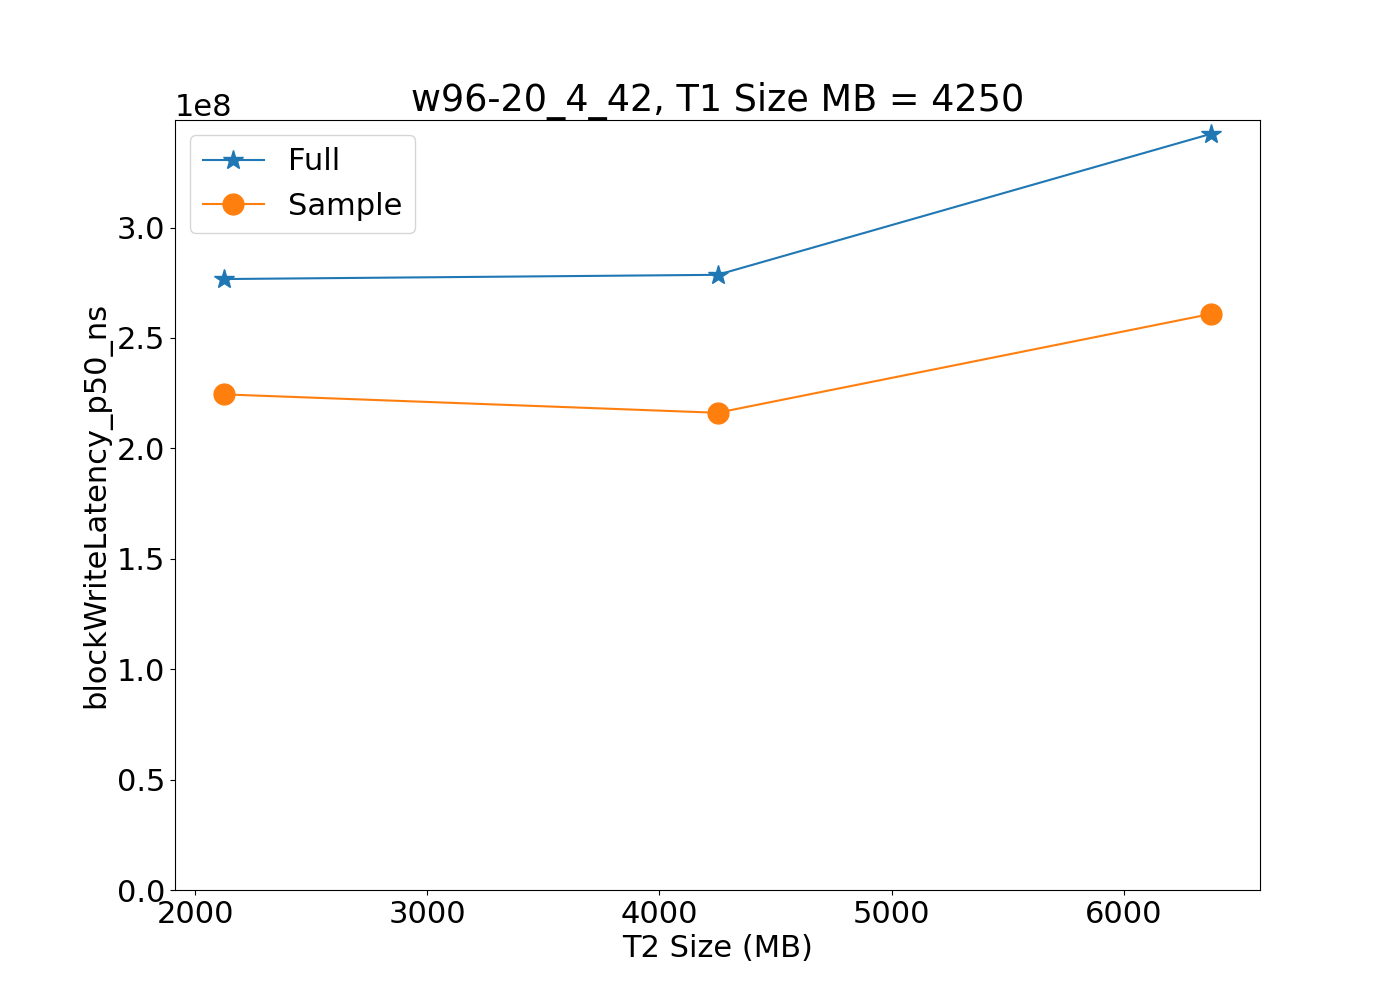 w96-20_4_42, T1 Size MB = 4250
1e8
Full
Sample
3.0
2.5
2.0
1.5
1.0
0.5
0.0
blockWriteLatency_p50_ns
2000 3000 4000 5000 6000
T2 Size (MB)